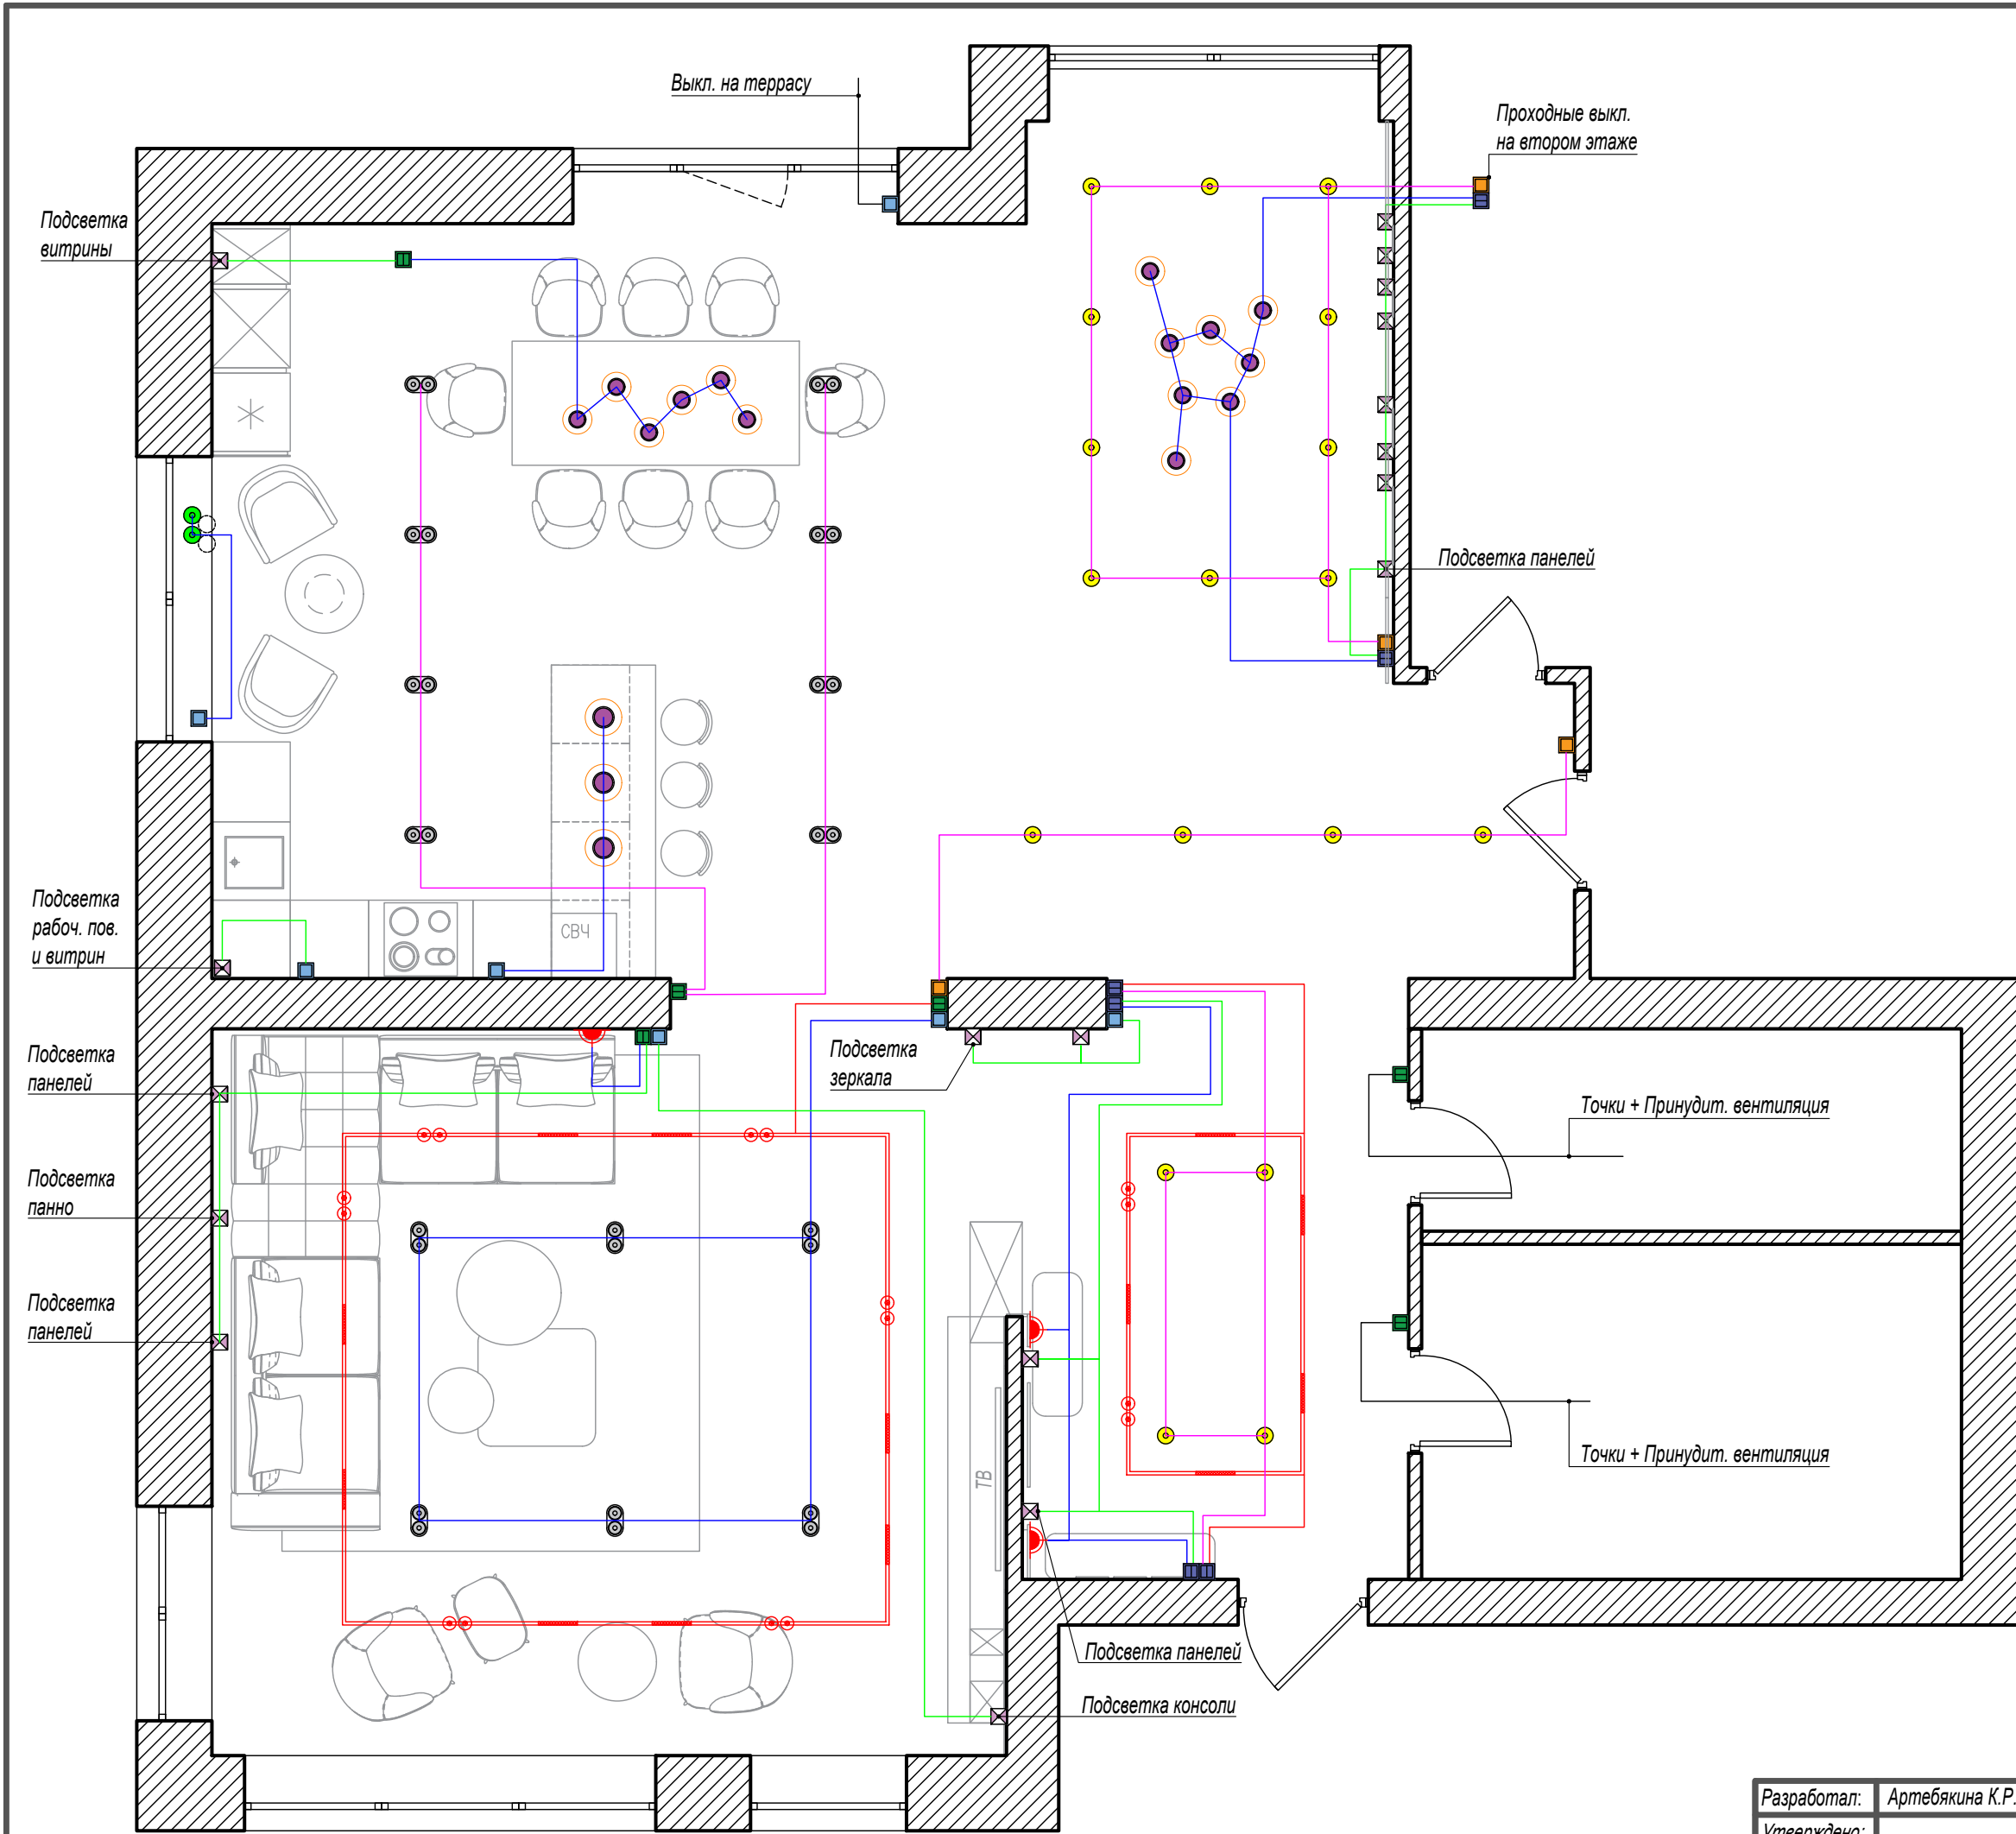 Выкл. на террасу
Проходные выкл.
на втором этаже
Подсветка
витрины
Подсветка панелей
СВЧ
Подсветка
рабоч. пов.
и витрин
Подсветка
зеркала
Подсветка
панелей
Точки + Принудит. вентиляция
Подсветка
панно
Подсветка
панелей
Точки + Принудит. вентиляция
ТВ
Подсветка панелей
Подсветка консоли
Разработал: Артебякина К.Р.
Утверждено: